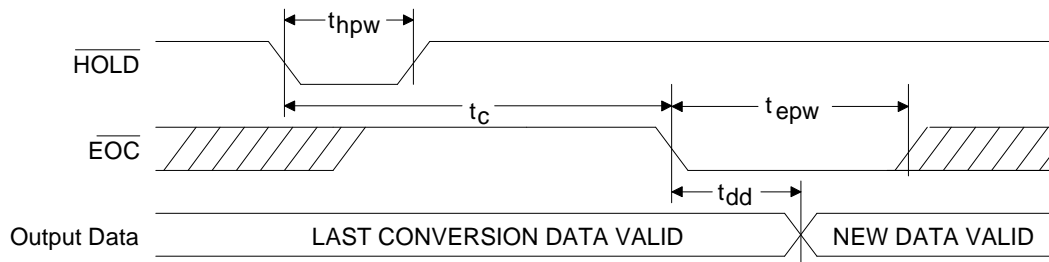 thpw
HOLD
tc
tepw
EOC
tdd
Output Data LAST CONVERSION DATA VALID NEW DATA VALID